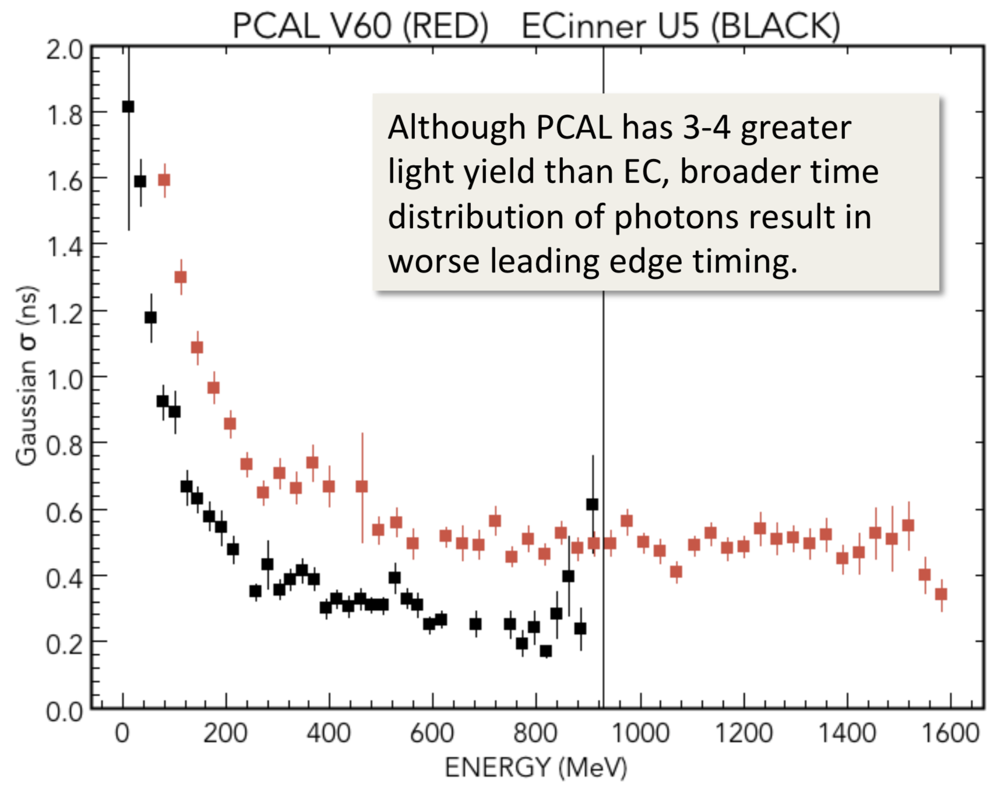 PCAL V60 (RED) ECinner U5 (BLACK)
2.0
1.8
1.6
1.4
1.2
1.0
0.8
0.6
0.4
0.2
0.0
Gaussian σ (ns)
Although PCAL has 3-4 greater
light yield than EC, broader time
distribution of photons result in
worse leading edge timing.
0 200 400 600 800 1000 1200 1400 1600
ENERGY (MeV)